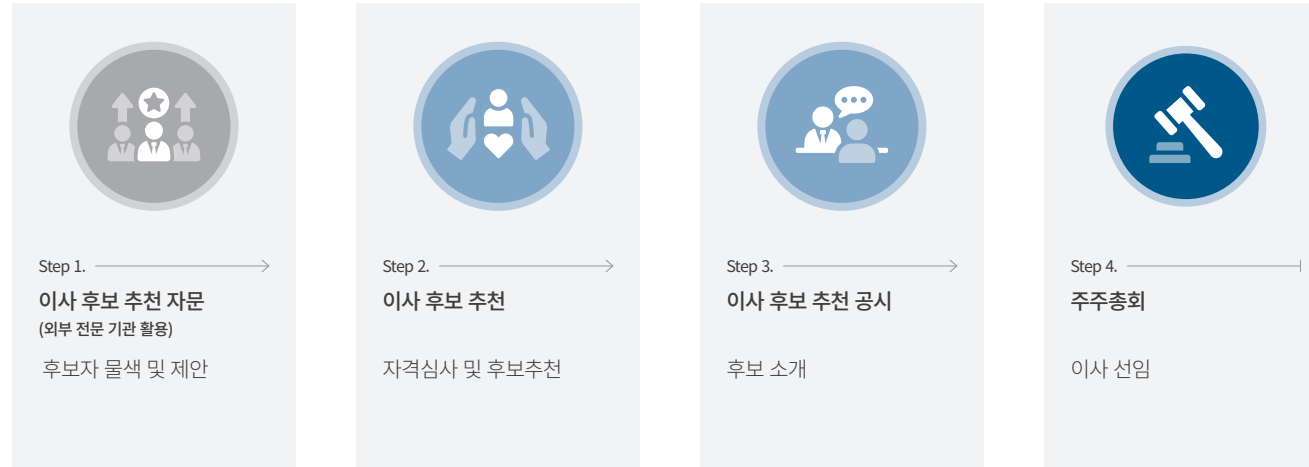 Step 1.
이사 후보 추천 자문
(외부 전문 기관 활용)
후보자 물색 및 제안
Step 2.
이사 후보 추천
자격심사 및 후보추천
Step 3.
이사 후보 추천 공시
후보 소개
Step 4.
주주총회
이사 선임